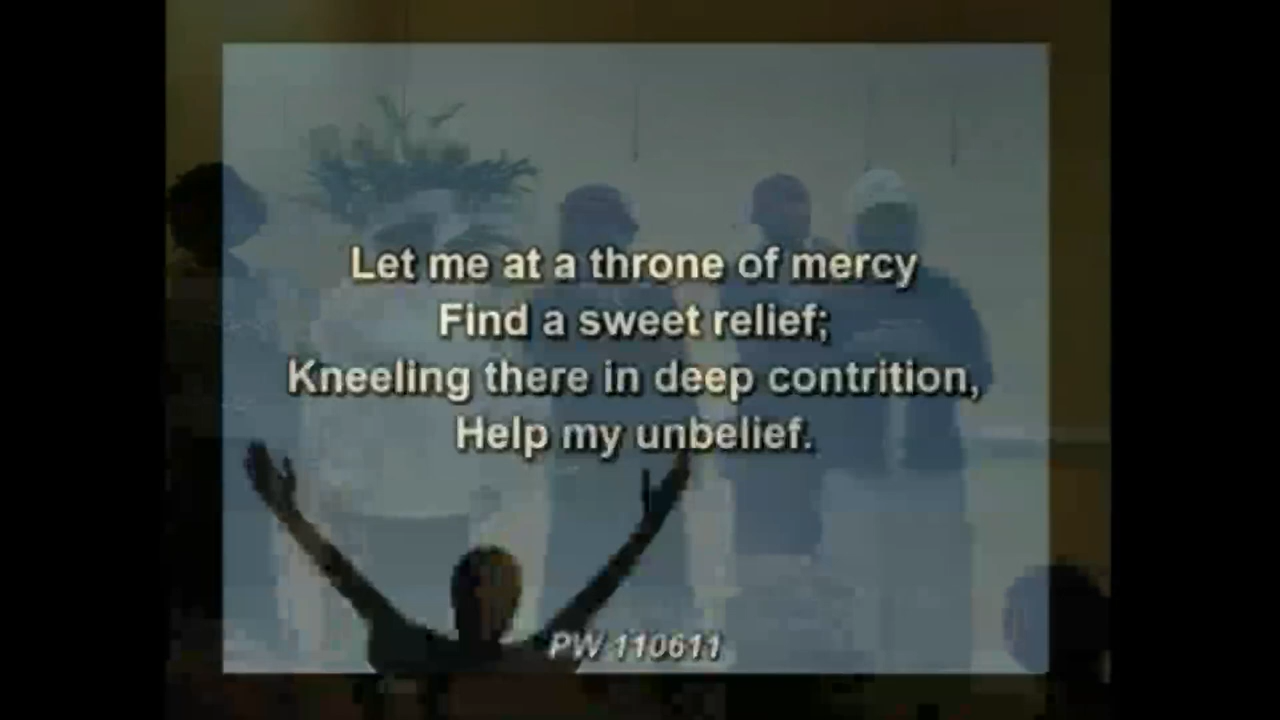 Let me at a throne of mercy
Find a sweet relief;
Kneeling there in deep contrition,
Help my unbelief.
PW 110611